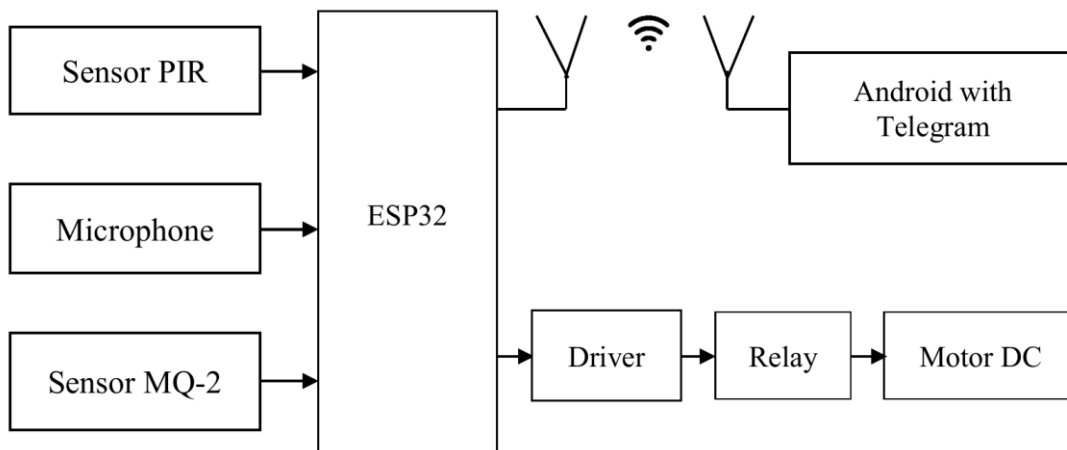 Sensor PIR
Microphone
Sensor MQ-2
ESP32
Android with
Telegram
Driver
Relay
Motor DC